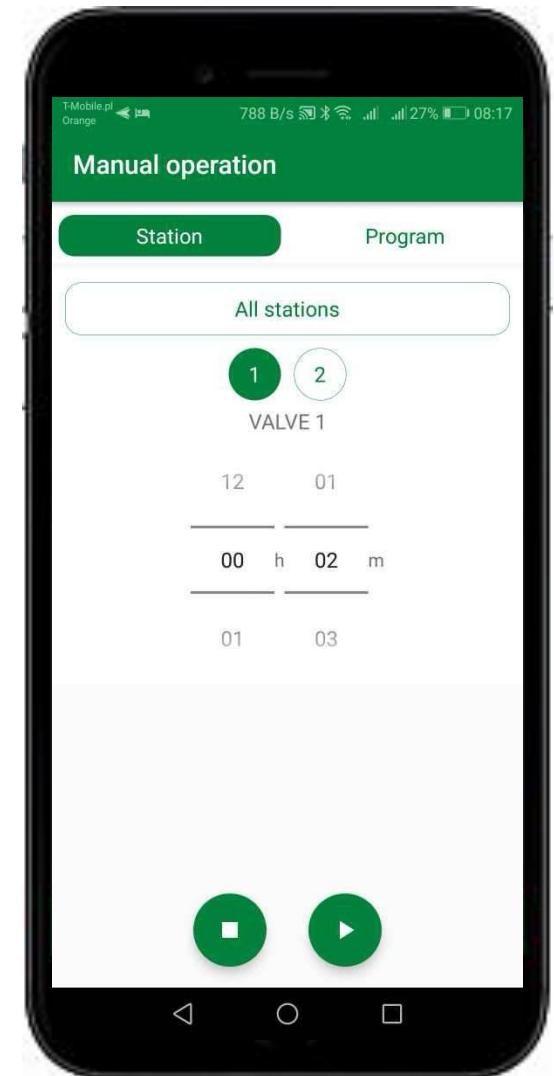 T-Mobile.pl
Orange
788 B/s 27% 08:17
Manual operation
Station Program
All stations
1 2
VALVE 1
12 01
00 h 02 m
01 03